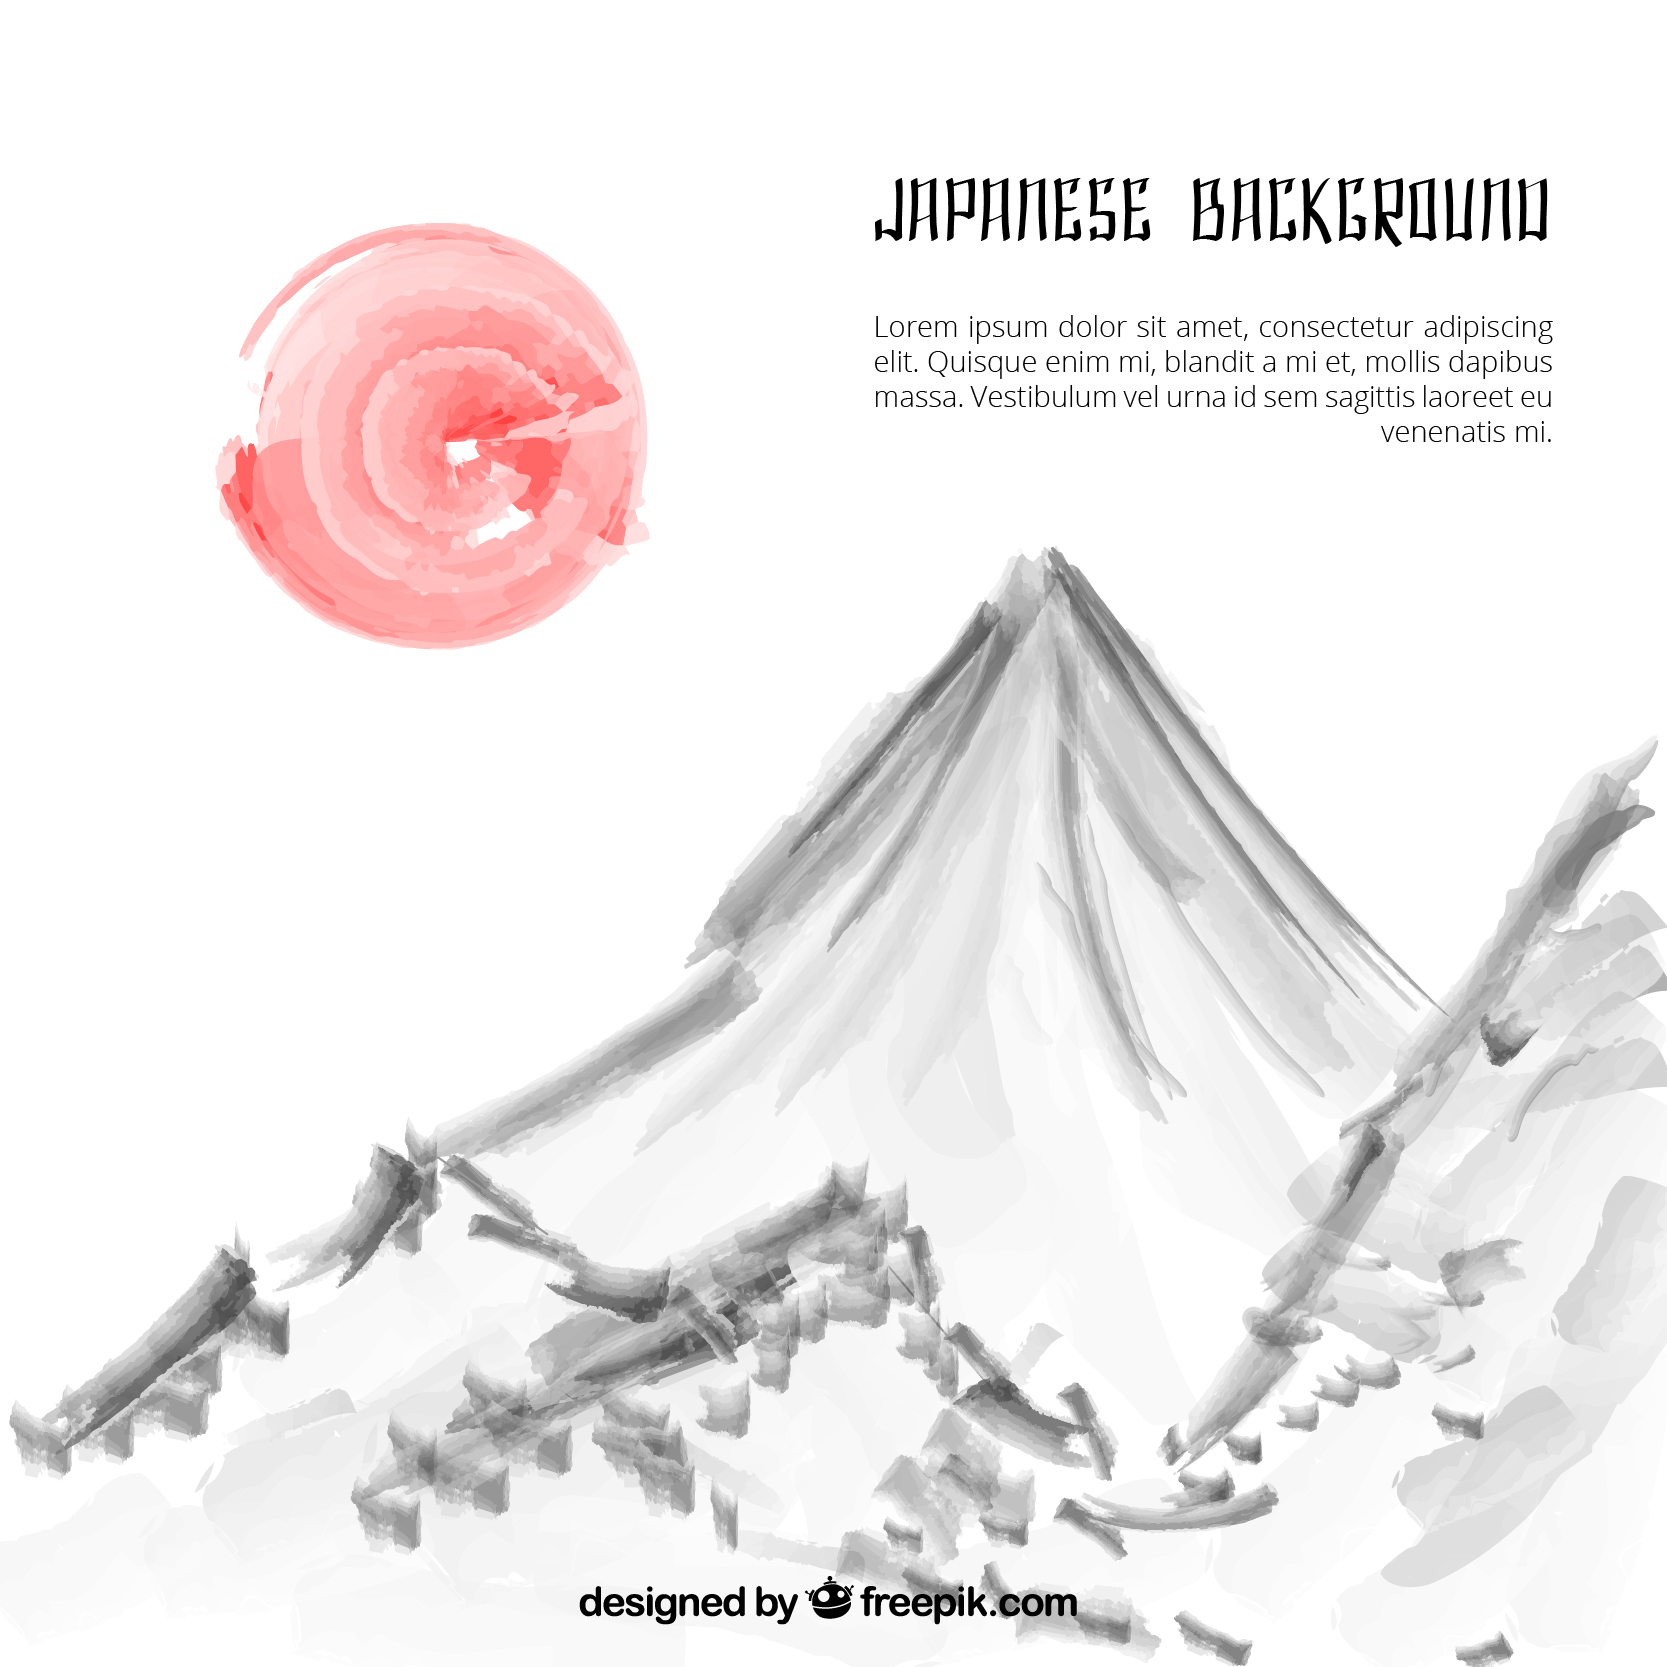 JAPANESE BACKGROUND
Lorem ipsum dolor sit amet, consectetur adipiscing
elit. Quisque enim mi, blandit a mi et, mollis dapibus
massa. Vestibulum vel urna id sem sagittis laoreet eu
venenatis mi.
designed by freepik.com